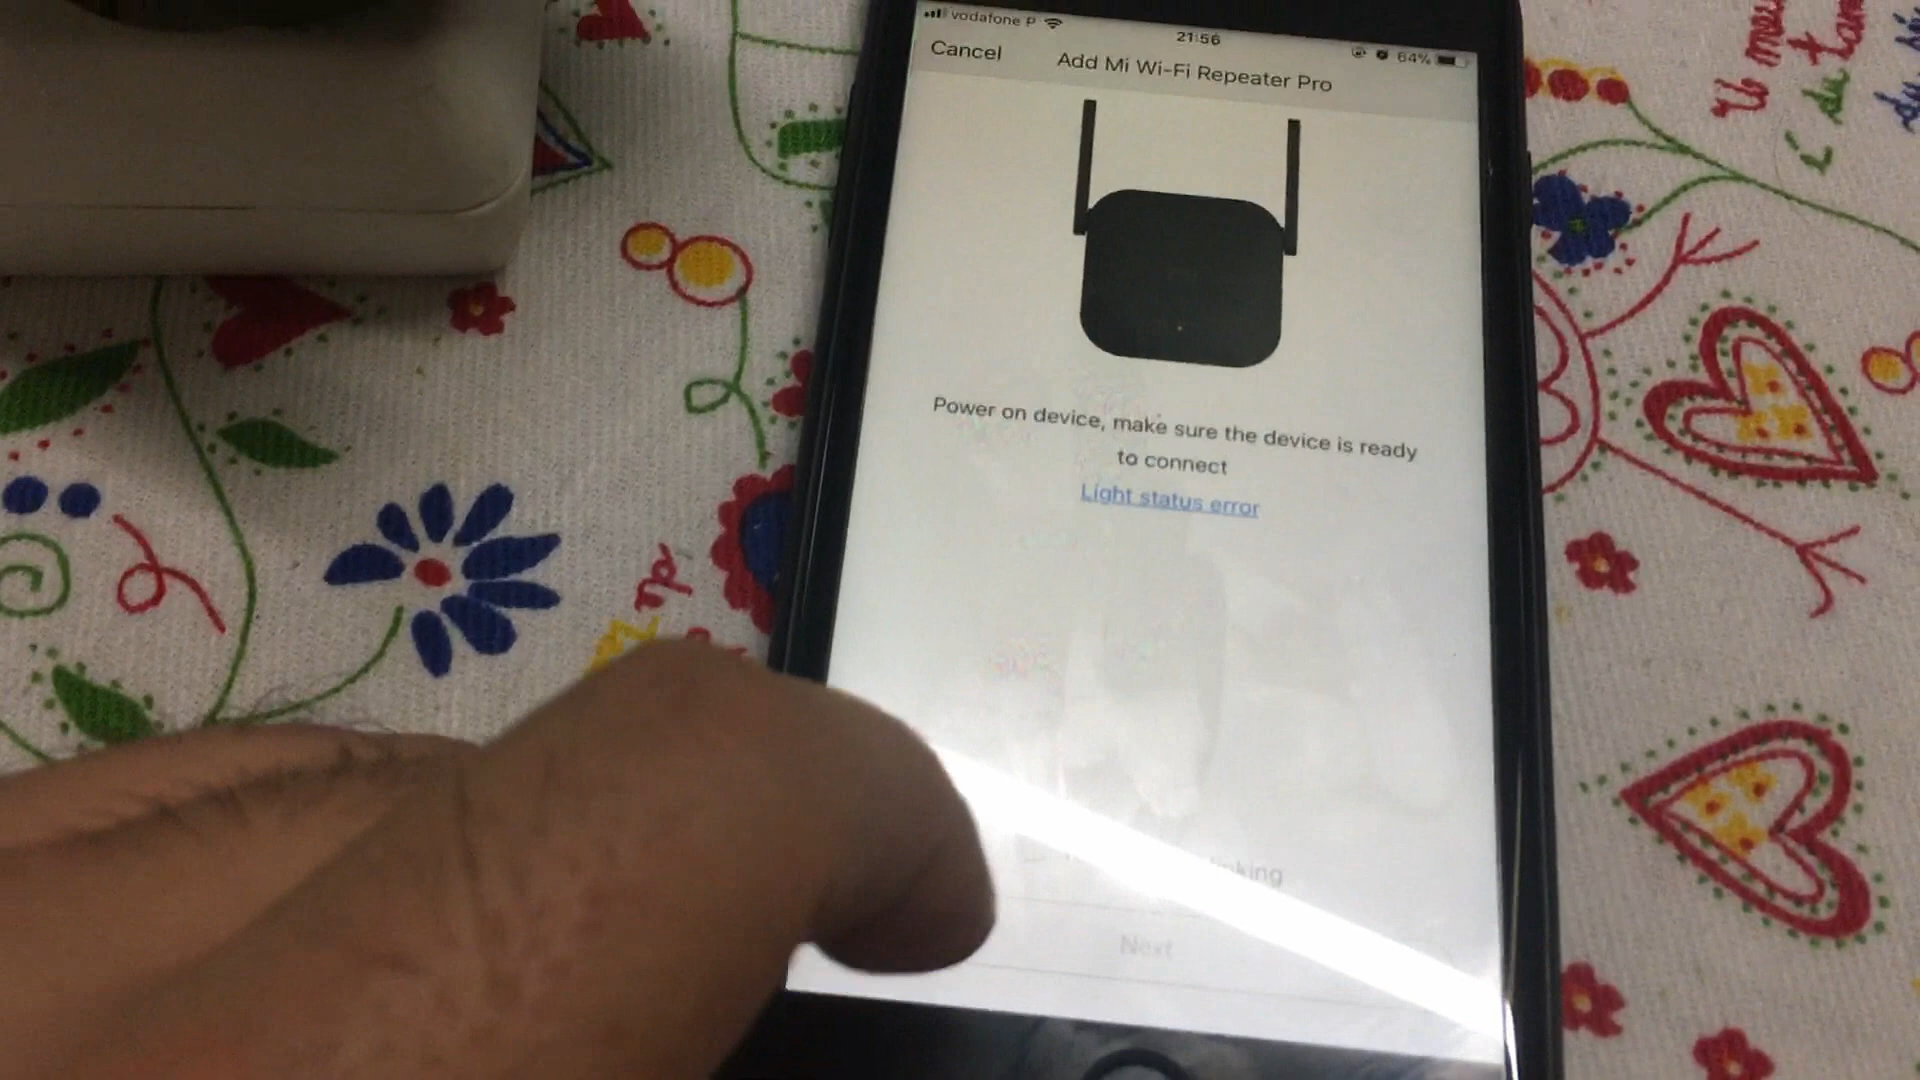 vodafone P
21:56
64%
Cancel
Add Mi Wi-Fi Repeater Pro
Power on device, make sure the device is ready
to connect
Light status error
Next